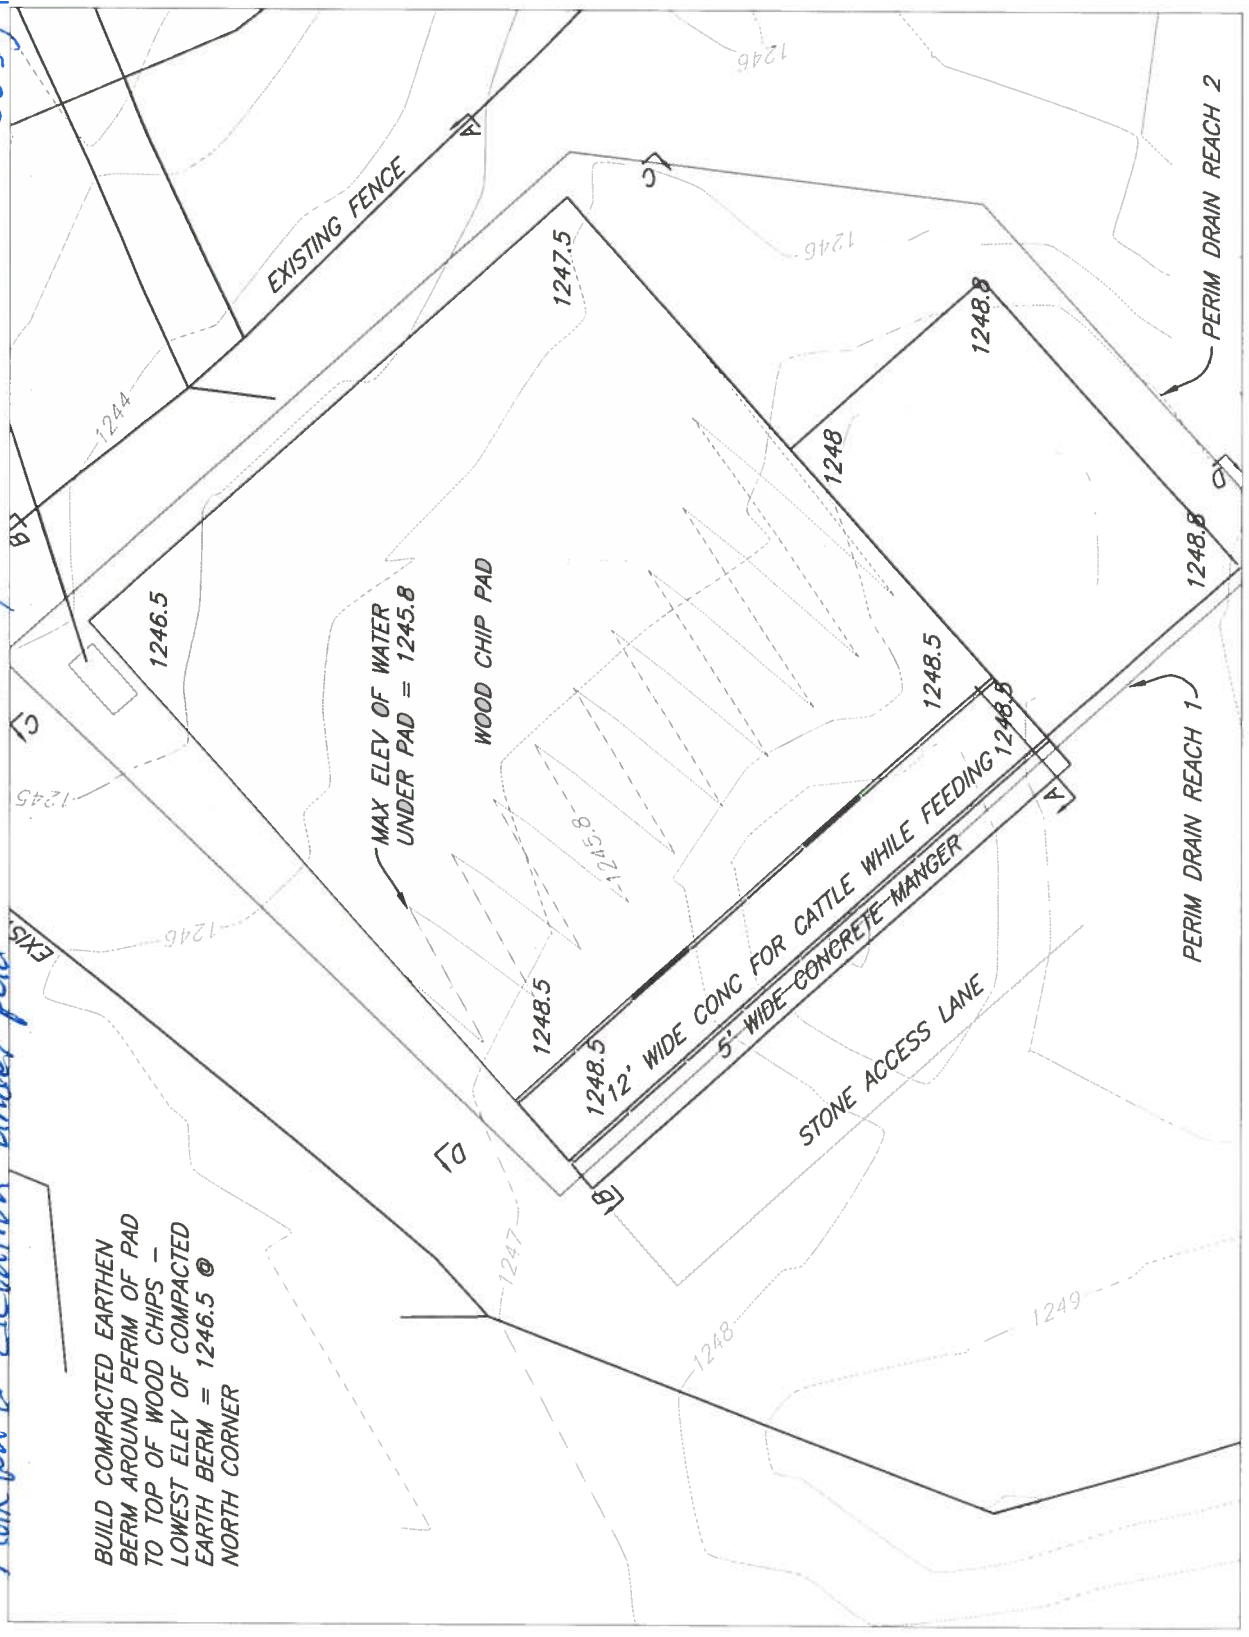 BUILD COMPACTED EARTHEN
BERM AROUND PERIM OF PAD
TO TOP OF WOOD CHIPS –
LOWEST ELEV OF COMPACTED
EARTH BERM = 1246.5 @
NORTH CORNER
EXIST
1245
1246
1244
B
C
D
1246.5
EXISTING FENCE
A
1246
MAX ELEV OF WATER
UNDER PAD = 1245.8
WOOD CHIP PAD
1247.5
C
1246
1245.8
1248.5
1248.5
1248
1248.8
1248.5
1248.5
1248.8
12' WIDE CONC FOR CATTLE WHILE FEEDING
5' WIDE CONCRETE MANGER
STONE ACCESS LANE
A
B
D
1247
1248
1249
PERIM DRAIN REACH 1
PERIM DRAIN REACH 2
under